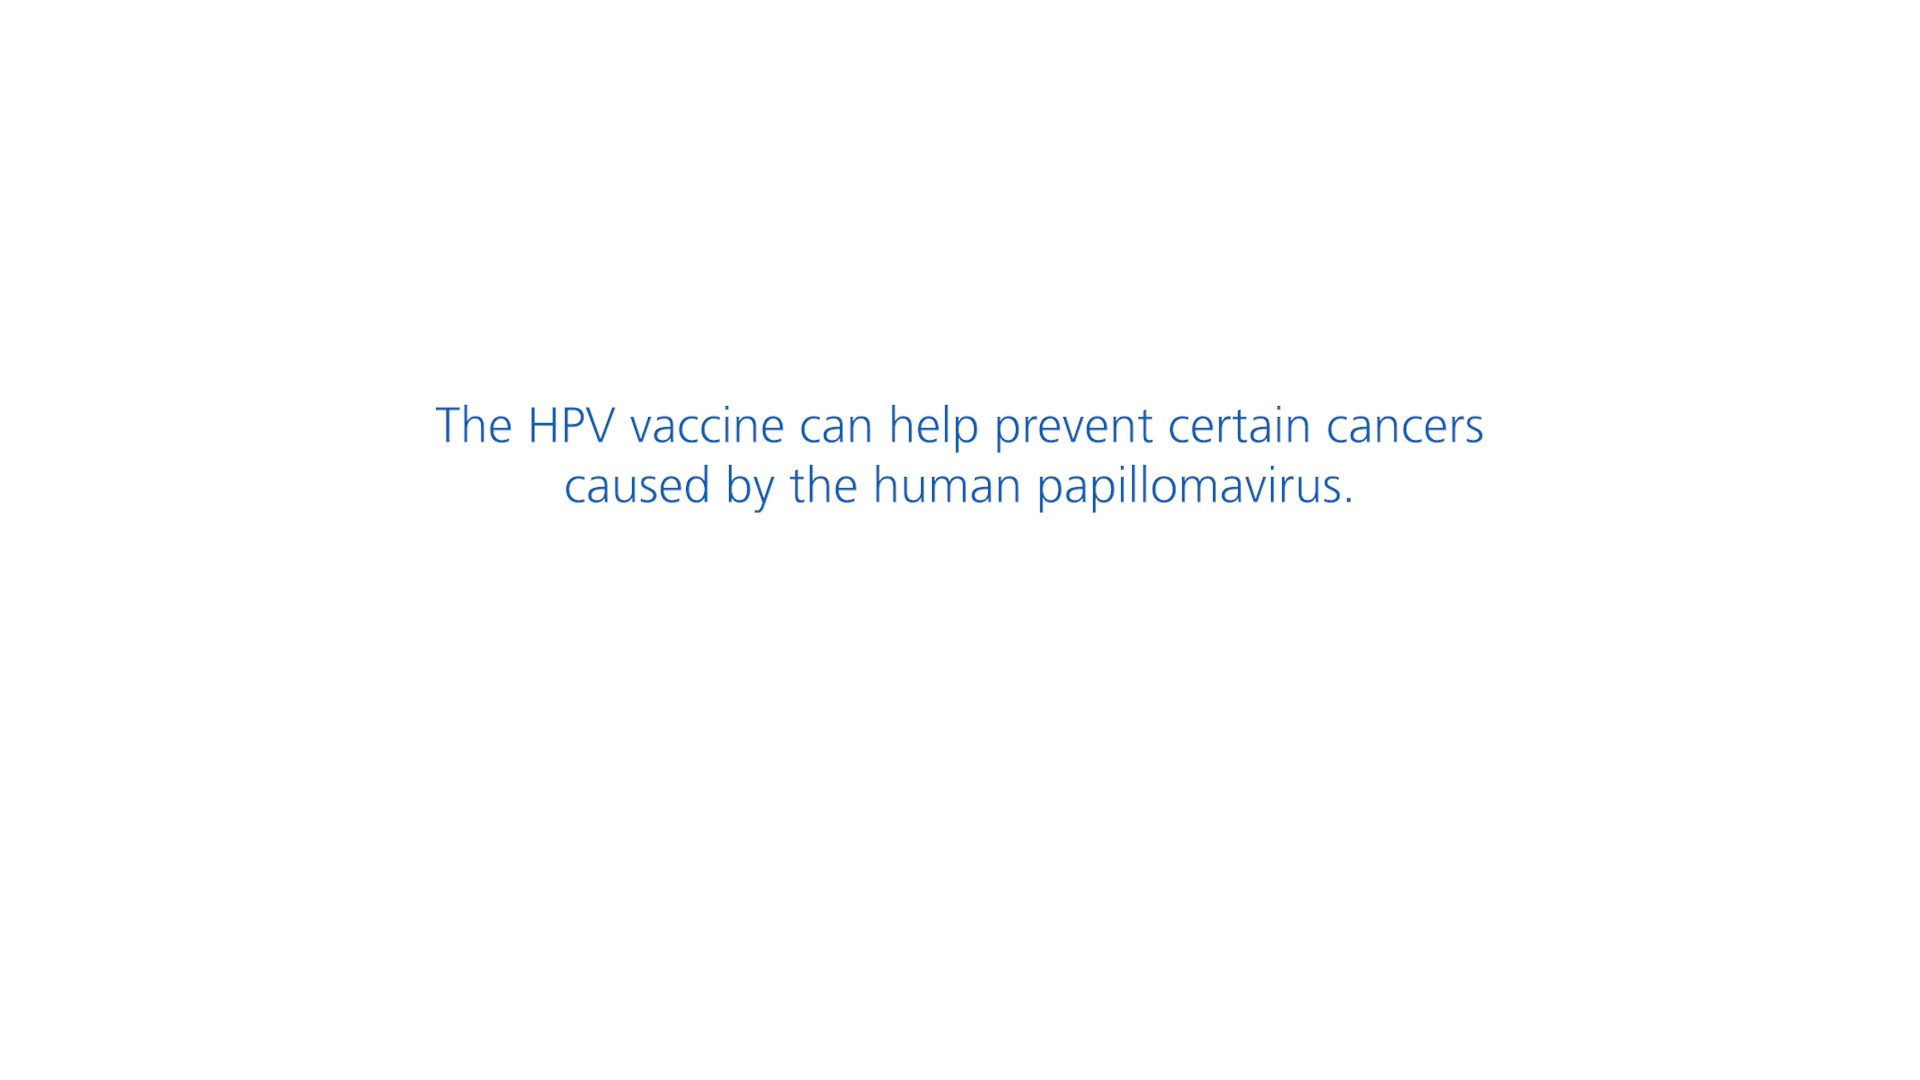 The HPV vaccine can help prevent certain cancers
caused by the human papillomavirus.